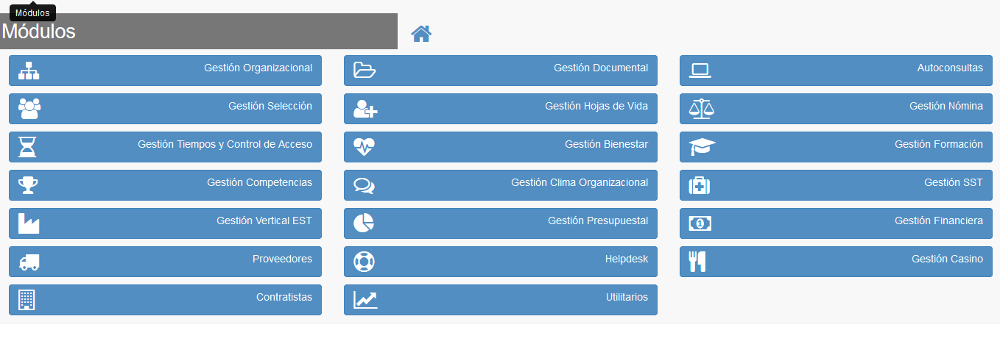 Módulos
Módulos
Gestión Organizacional
Gestión Documental
Autoconsultas
Gestión Selección
Gestión Hojas de Vida
Gestión Nómina
Gestión Tiempos y Control de Acceso
Gestión Bienestar
Gestión Formación
Gestión Competencias
Gestión Clima Organizacional
Gestión SST
Gestión Vertical EST
Gestión Presupuestal
Gestión Financiera
Proveedores
Helpdesk
Gestión Casino
Contratistas
Utilitarios